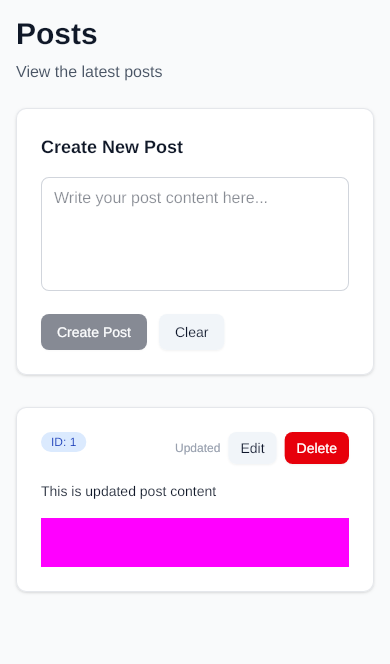 Posts
View the latest posts
Create New Post
Write your post content here...
Create Post
Clear
ID: 1
Updated
Edit
Delete
This is updated post content